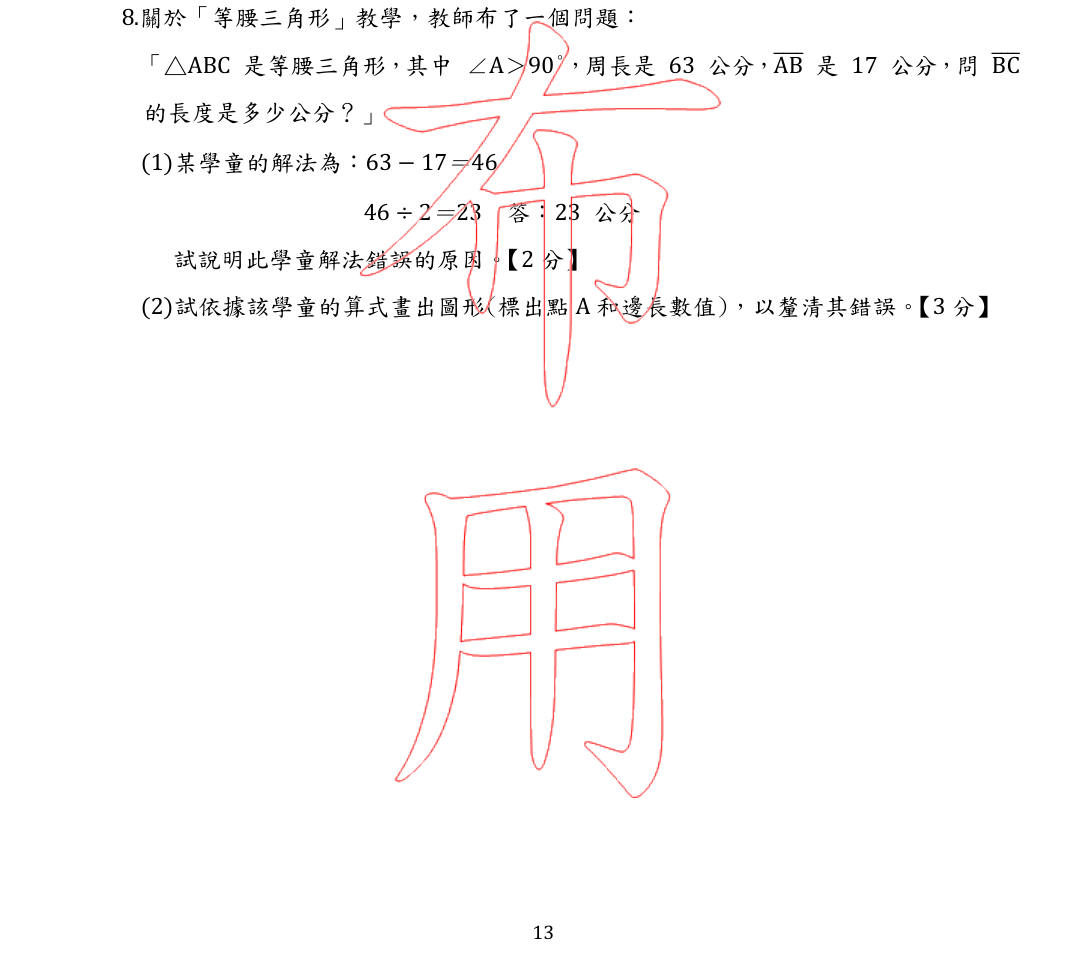 8.關於「等腰三角形」教學，教師布了一個問題：
「△ABC 是等腰三角形，其中 ∠A＞90°，周長是 63 公分，A̅B̅ 是 17 公分，問 B̅C̅
的長度是多少公分？」
(1)某學童的解法為：63－17＝46
46÷2＝23 答：23 公分
試說明此學童解法錯誤的原因。【2 分】
(2)試依據該學童的算式畫出圖形(標出點 A 和邊長數值)，以釐清其錯誤。【3 分】
布
用
13